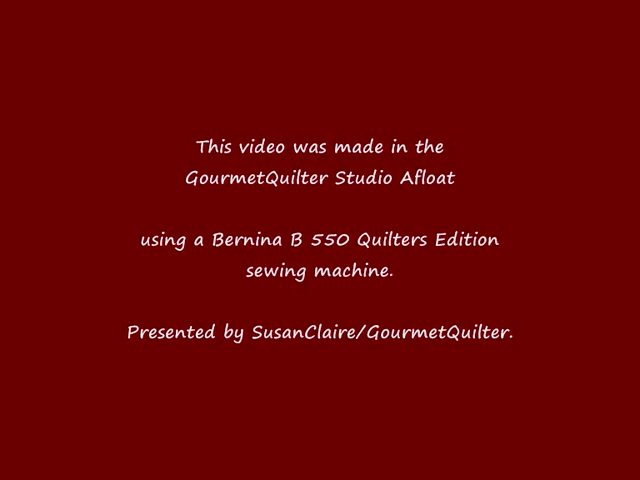 This video was made in the
GourmetQuilter Studio Afloat
using a Bernina B 550 Quilters Edition
sewing machine.
Presented by SusanClaire/GourmetQuilter.